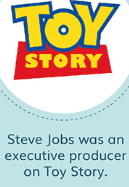 TOY
STORY
Steve Jobs was an
executive producer
on Toy Story.